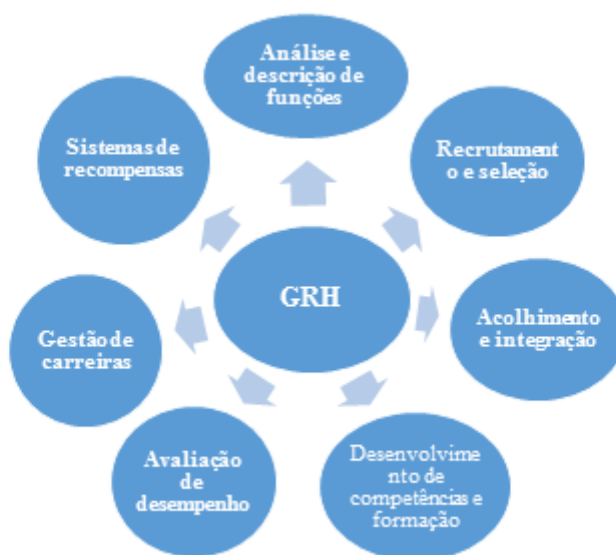 Análise e
descrição de
funções
Recrutament
o e seleção
Acolhimento
e integração
Desenvolvime
nto de
competências e
formação
Avaliação
de
desempenho
Gestão de
carreiras
Sistemas de
recompensas
GRH